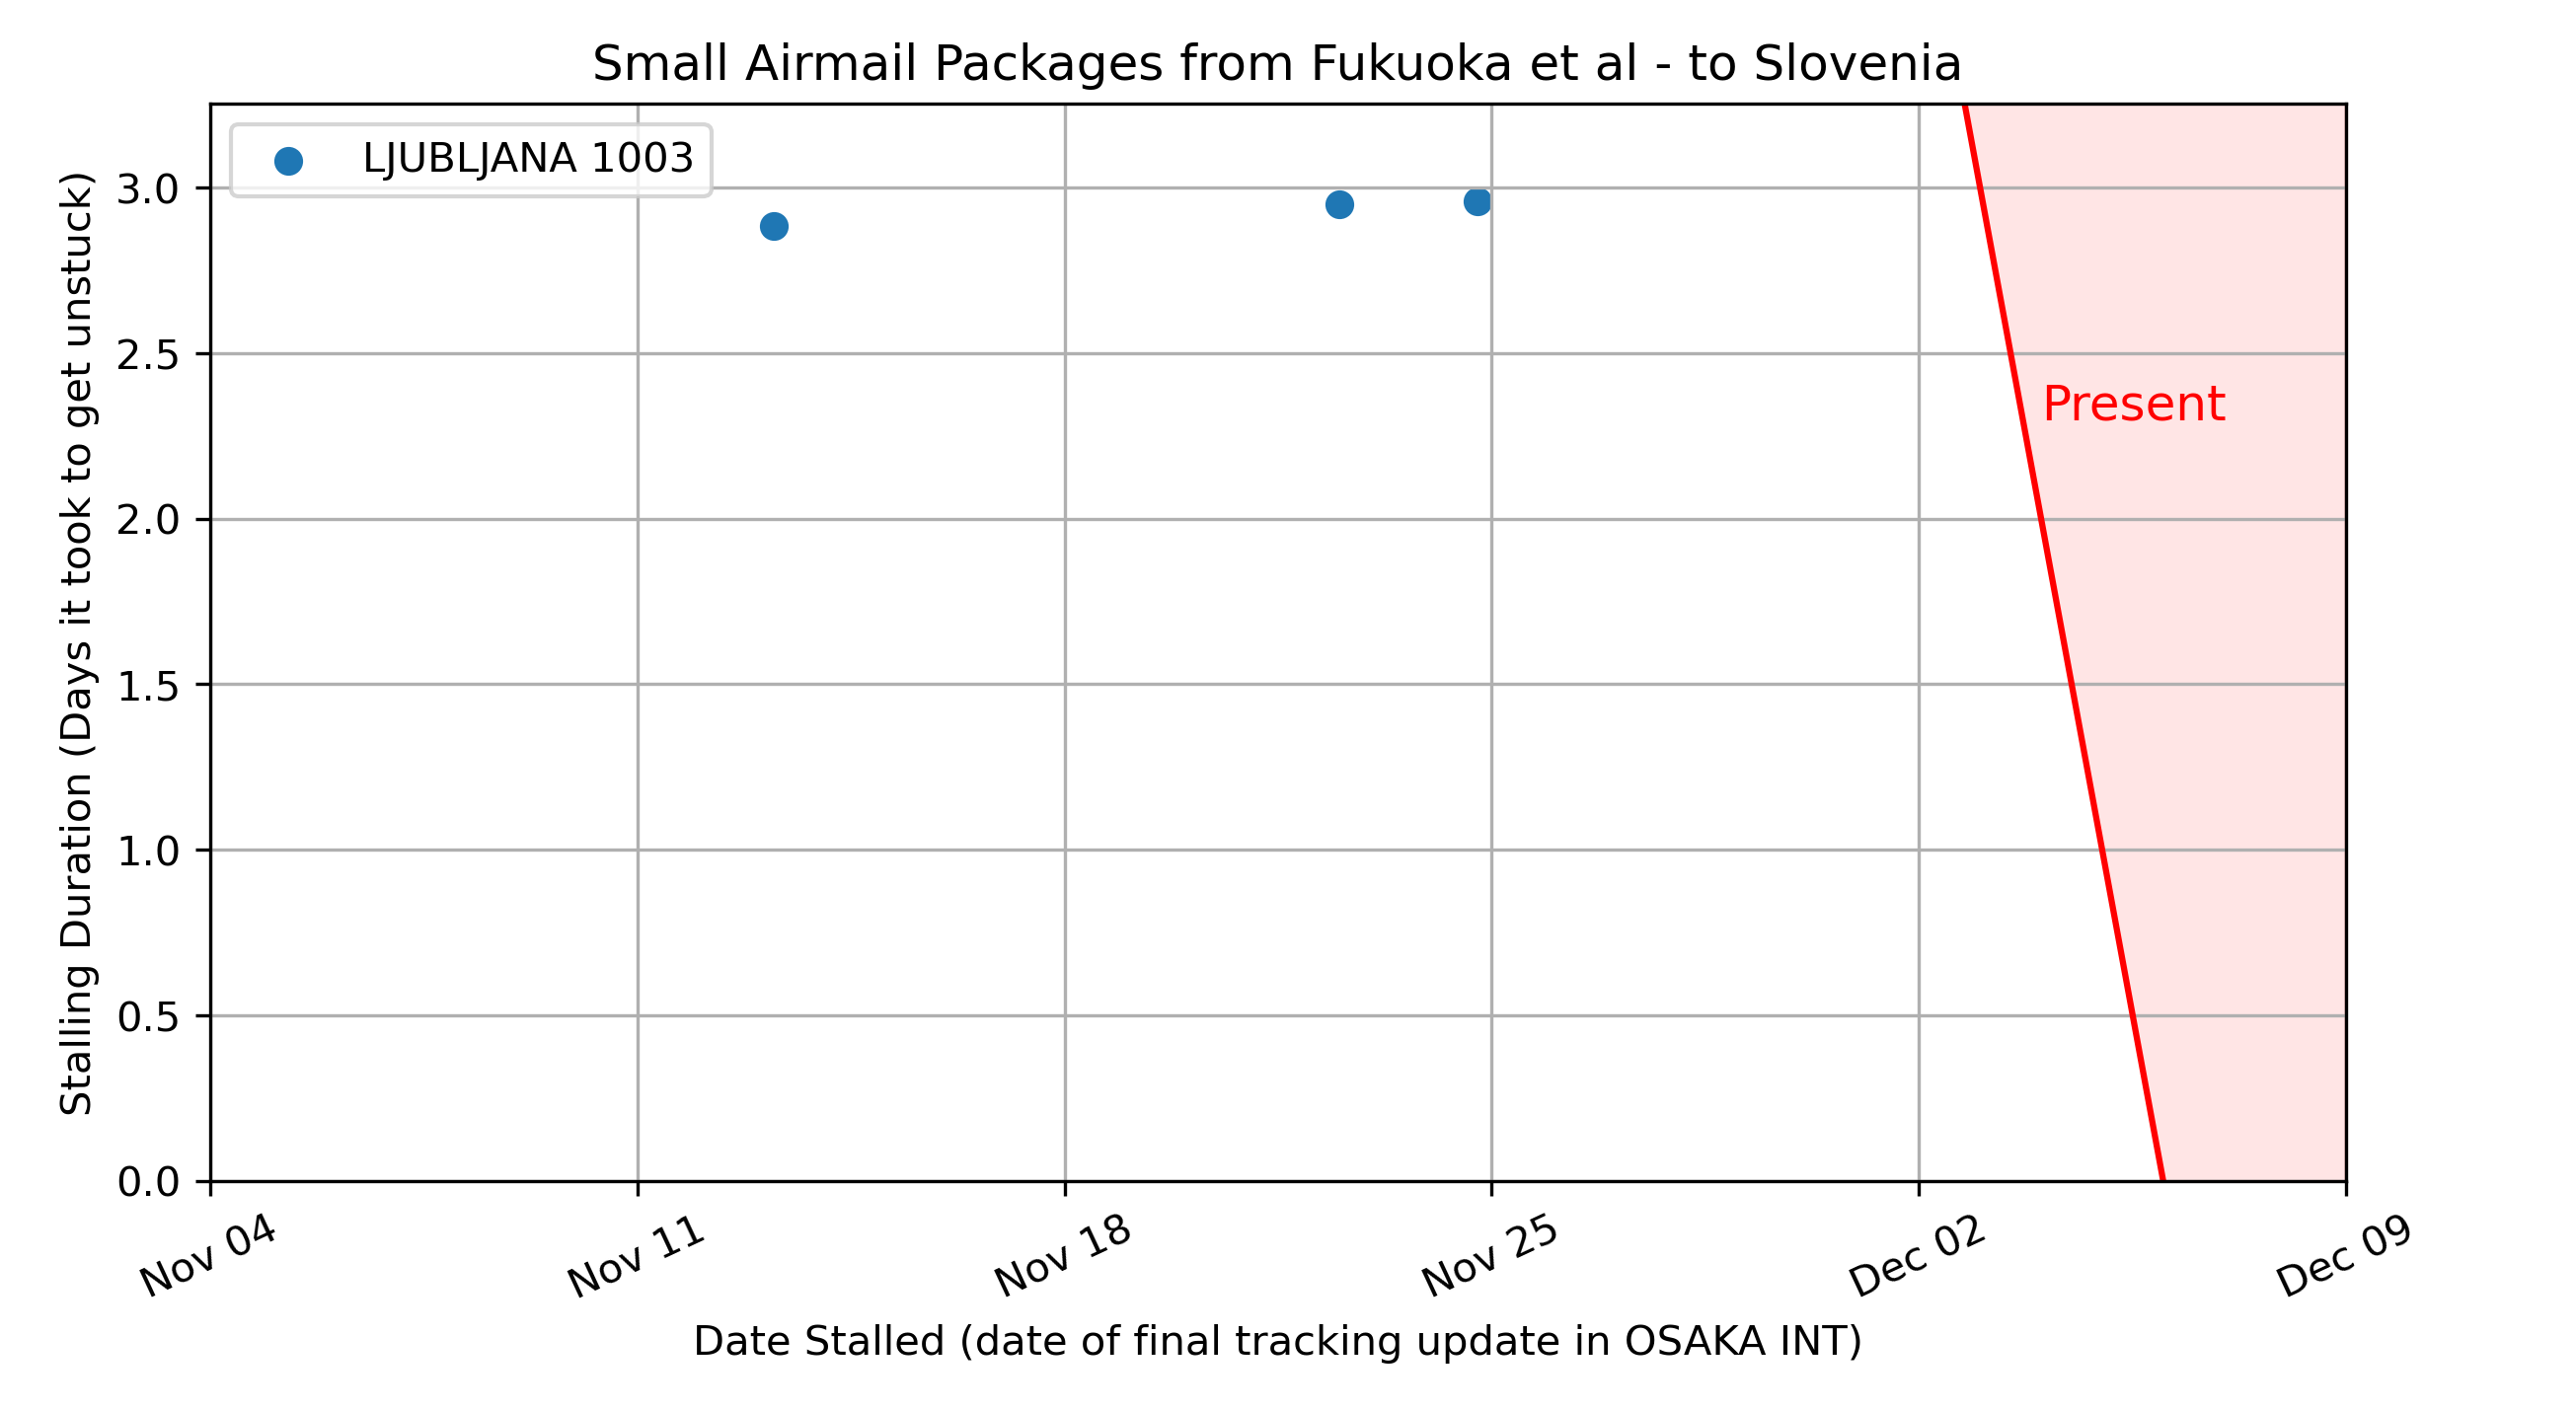 Small Airmail Packages from Fukuoka et al - to Slovenia
LJUBLJANA 1003
Stalling Duration (Days it took to get unstuck)
3.0
2.5
2.0
1.5
1.0
0.5
0.0
Present
Nov 04
Nov 11
Nov 18
Nov 25
Dec 02
Dec 09
Date Stalled (date of final tracking update in OSAKA INT)